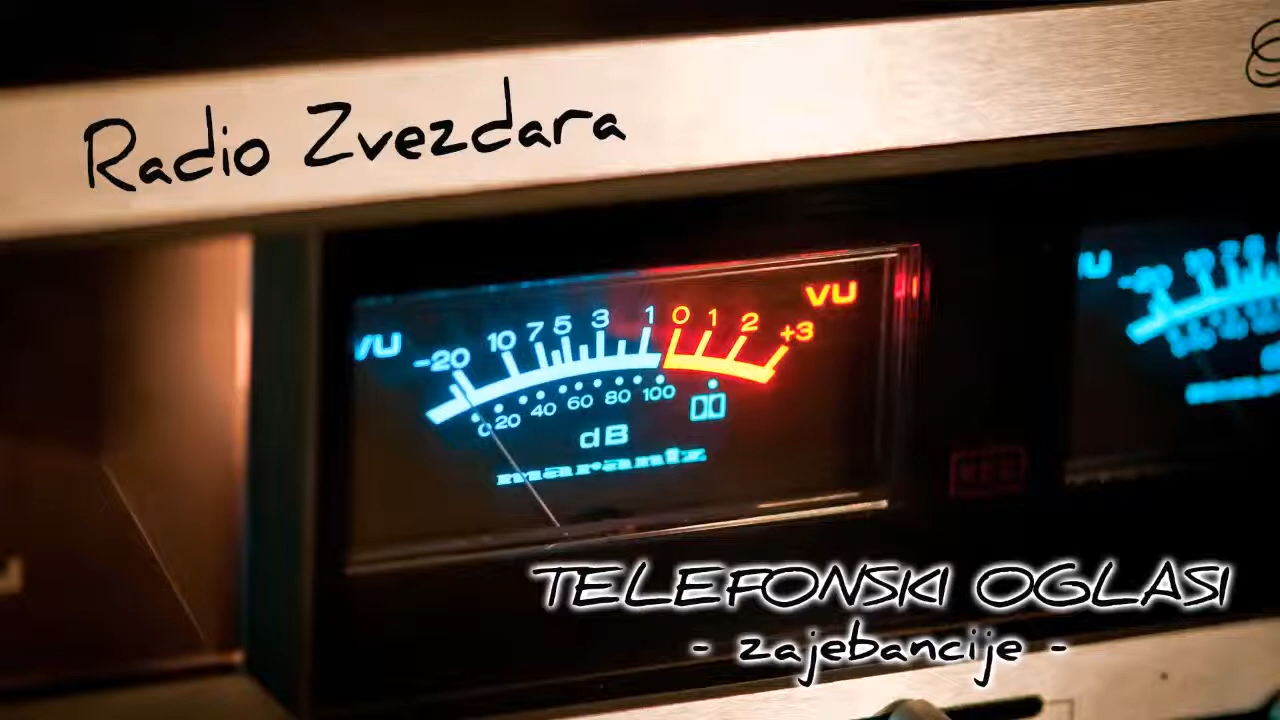 Radio Zvezdara
VU
-20 10 7 5 3 1 0 1 2 +3
VU
0 20 40 60 80 100
dB
marantz
VU
TELEFONSKI OGLASI
- zajebancije -